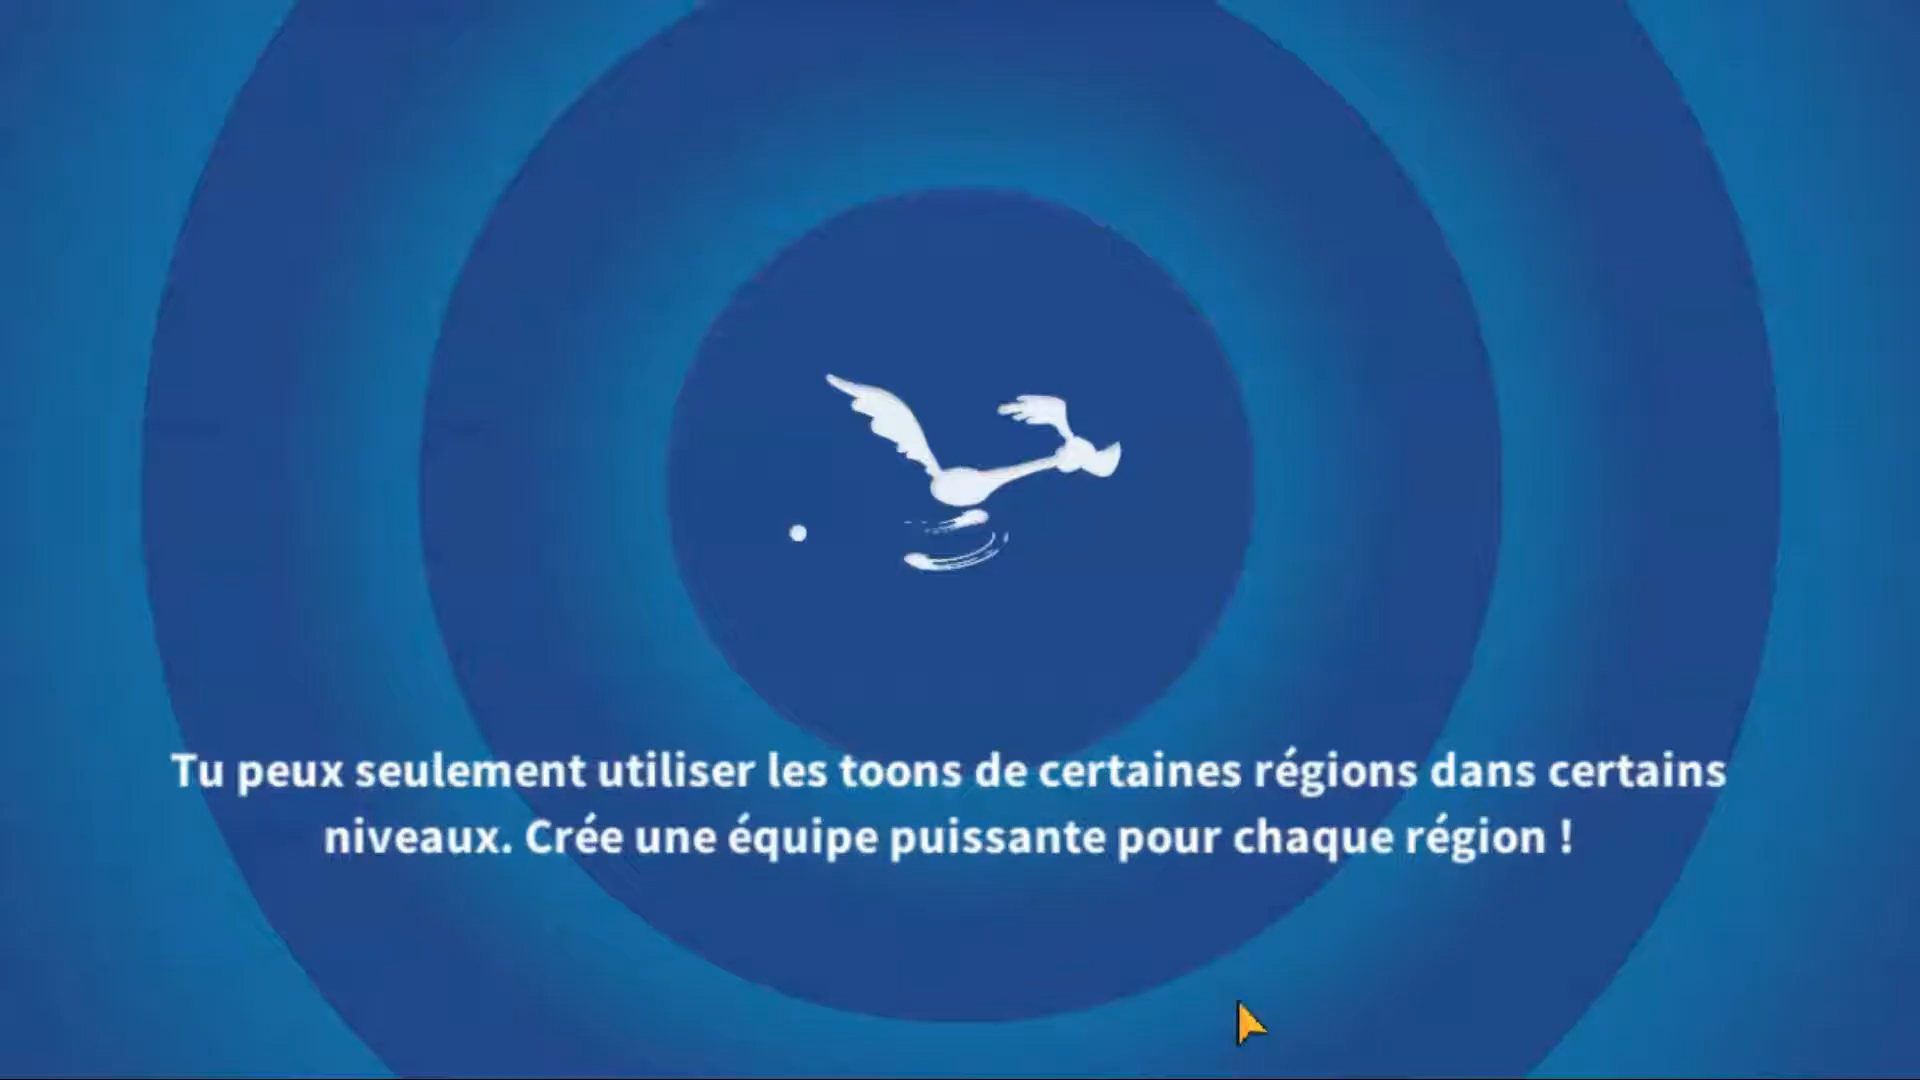 Tu peux seulement utiliser les toons de certaines régions dans certains
niveaux. Crée une équipe puissante pour chaque région !